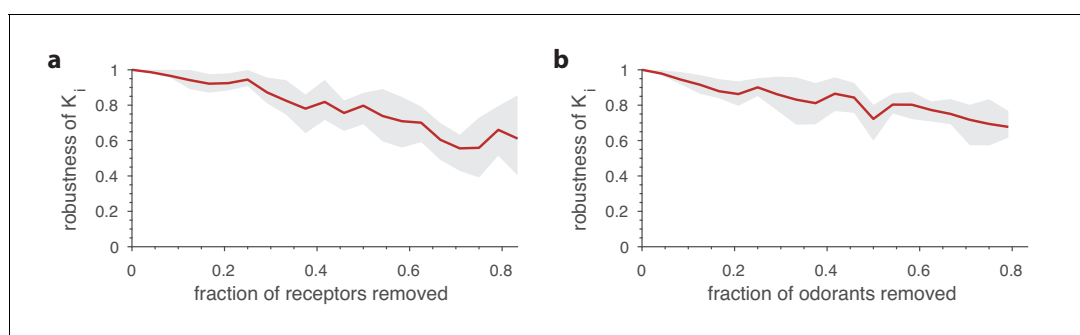 a
robustness of K i
1
0.8
0.6
0.4
0.2
0
0 0.2 0.4 0.6 0.8
fraction of receptors removed
b
robustness of K i
1
0.8
0.6
0.4
0.2
0
0 0.2 0.4 0.6 0.8
fraction of odorants removed